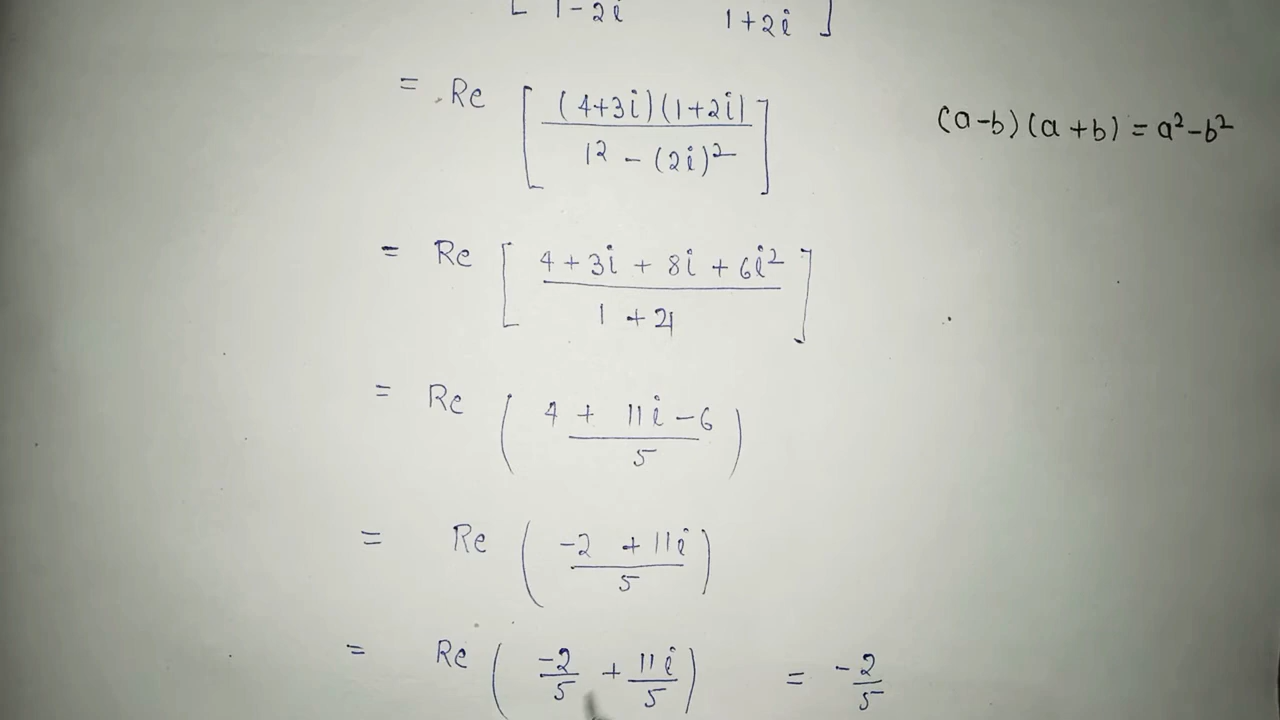 [ 1-2i 1+2i ]
= Re [ (4+3i)(1+2i) / 1² - (2i)² ]
(a-b)(a+b) = a²-b²
= Re [ 4+3i + 8i + 6i² / 1 + 4 ]
= Re ( 4 + 11i - 6 / 5 )
= Re ( -2 + 11i / 5 )
= Re ( -2/5 + 11i/5 ) = -2/5